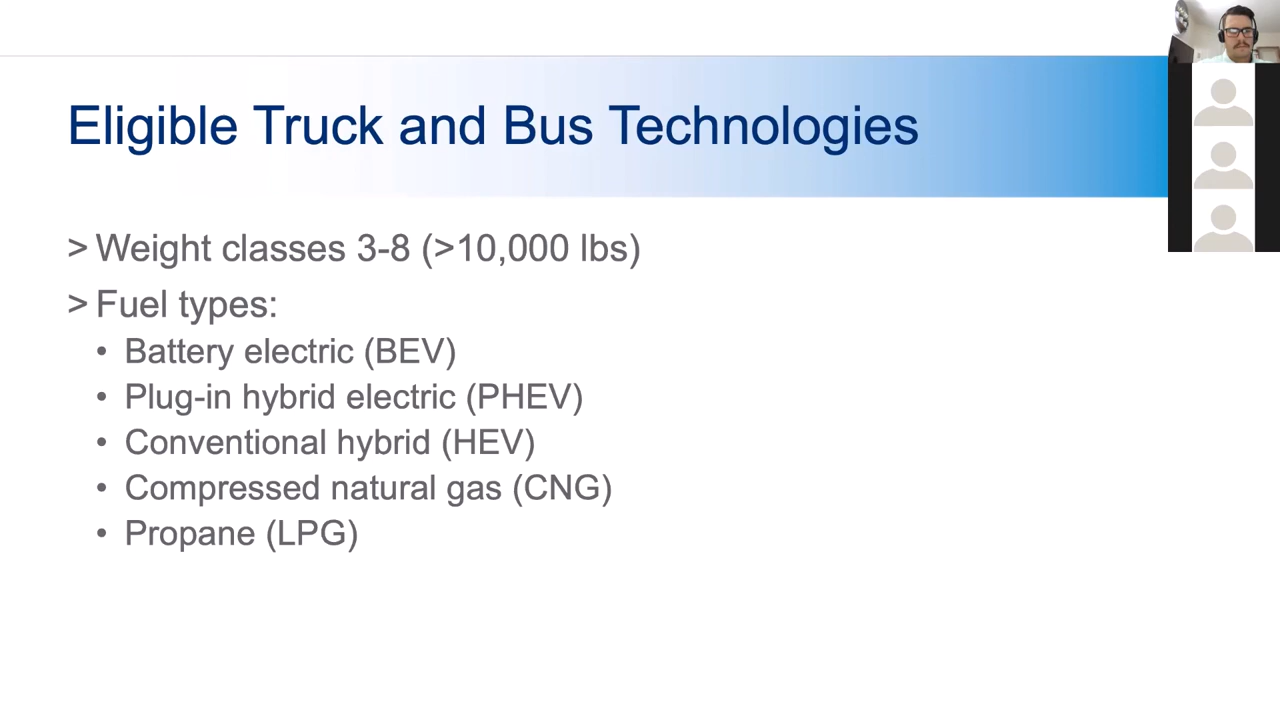 Eligible Truck and Bus Technologies
> Weight classes 3-8 (>10,000 lbs)
> Fuel types:
• Battery electric (BEV)
• Plug-in hybrid electric (PHEV)
• Conventional hybrid (HEV)
• Compressed natural gas (CNG)
• Propane (LPG)